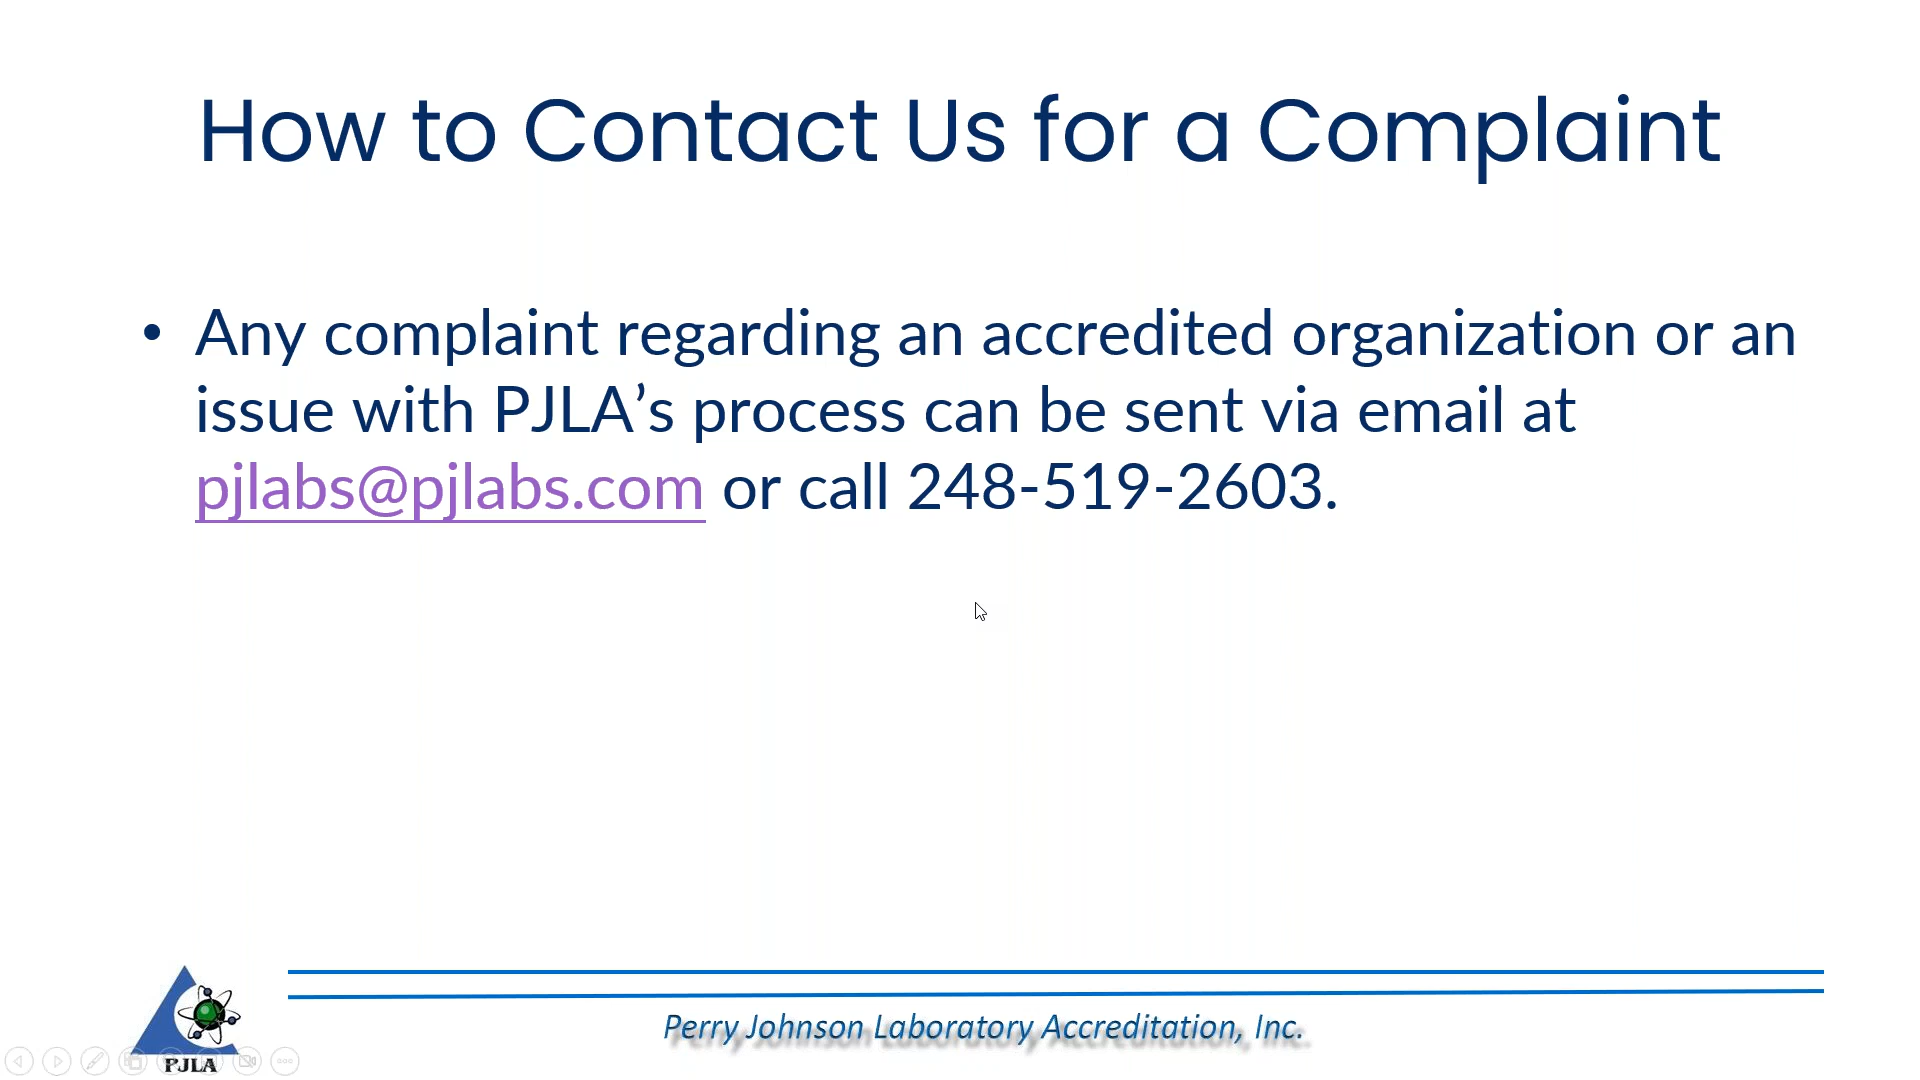 How to Contact Us for a Complaint
• Any complaint regarding an accredited organization or an
issue with PJLA’s process can be sent via email at
pjlabs@pjlabs.com or call 248-519-2603.
Perry Johnson Laboratory Accreditation, Inc.
PJLA